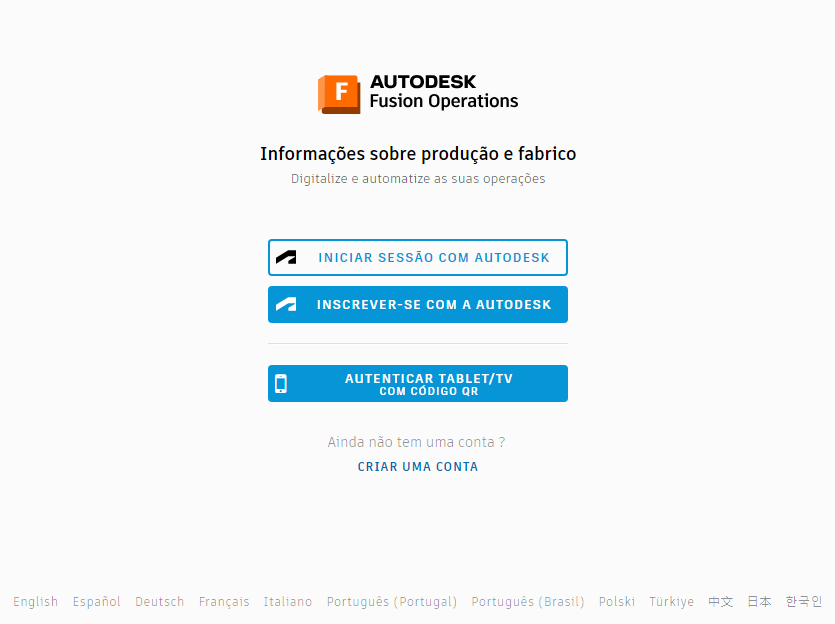 F
AUTODESK
Fusion Operations
Informações sobre produção e fabrico
Digitalize e automatize as suas operações
INICIAR SESSÃO COM AUTODESK
INSCREVER-SE COM A AUTODESK
AUTENTICAR TABLET/TV
COM CÓDIGO QR
Ainda não tem uma conta ?
CRIAR UMA CONTA
English Español Deutsch Français Italiano Português (Portugal) Português (Brasil) Polski Türkiye 中文 日本 한국인